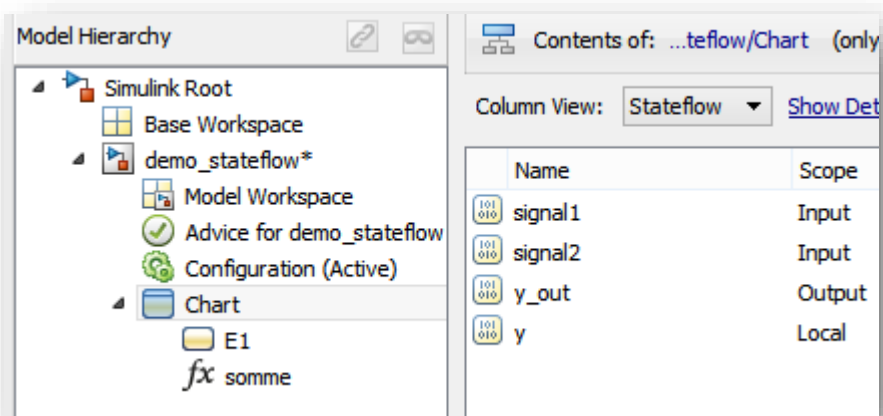 Model Hierarchy
Simulink Root
Base Workspace
demo_stateflow*
Model Workspace
Advice for demo_stateflow
Configuration (Active)
Chart
E1
fx somme
Contents of: ...teflow/Chart (only
Column View: Stateflow Show Det
Name Scope
signal1 Input
signal2 Input
y_out Output
y Local